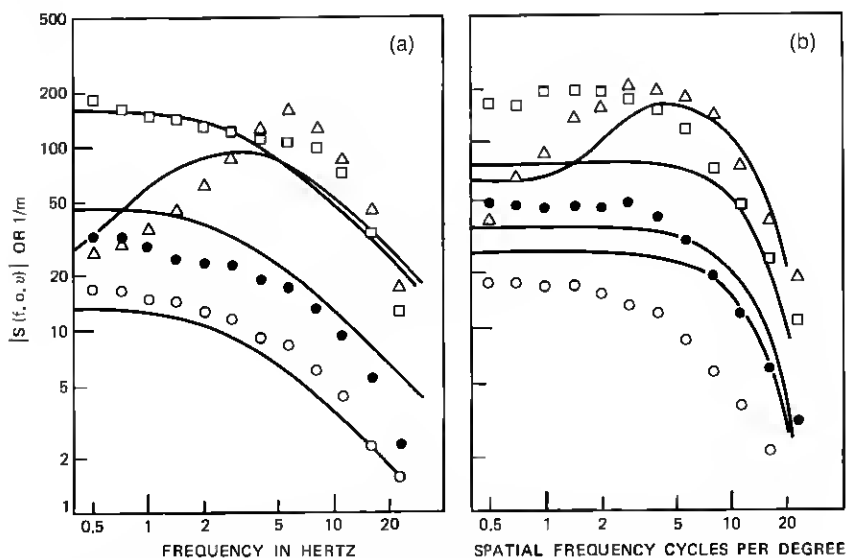 (a)
(b)
|S (f, o, υ)| OR 1/m
500
200
100
50
20
10
5
2
1
0.5 1 2 5 10 20
0.5 1 2 5 10 20
FREQUENCY IN HERTZ
SPATIAL FREQUENCY CYCLES PER DEGREE